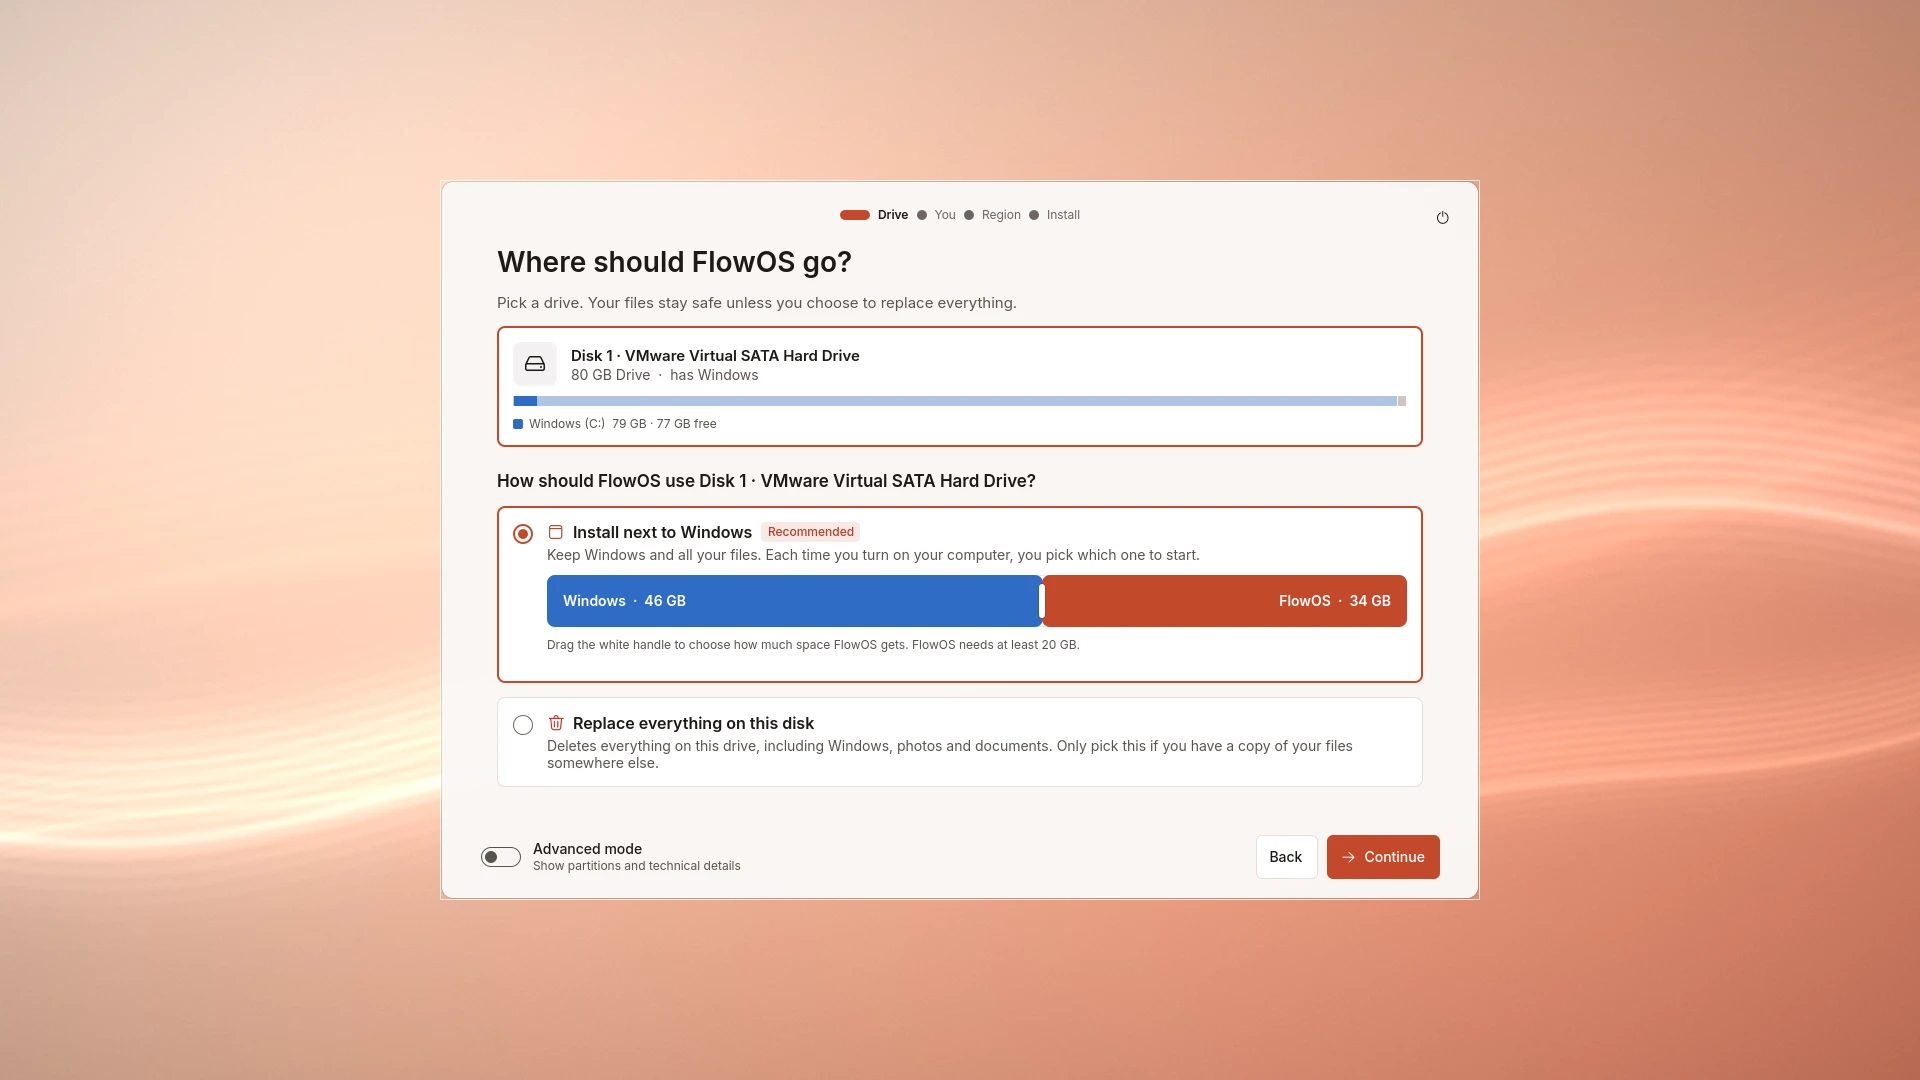 Drive You Region Install
Where should FlowOS go?
Pick a drive. Your files stay safe unless you choose to replace everything.
Disk 1 · VMware Virtual SATA Hard Drive
80 GB Drive · has Windows
Windows (C:) 79 GB · 77 GB free
How should FlowOS use Disk 1 · VMware Virtual SATA Hard Drive?
Install next to Windows Recommended
Keep Windows and all your files. Each time you turn on your computer, you pick which one to start.
Windows · 46 GB FlowOS · 34 GB
Drag the white handle to choose how much space FlowOS gets. FlowOS needs at least 20 GB.
Replace everything on this disk
Deletes everything on this drive, including Windows, photos and documents. Only pick this if you have a copy of your files
somewhere else.
Advanced mode
Show partitions and technical details
Back Continue